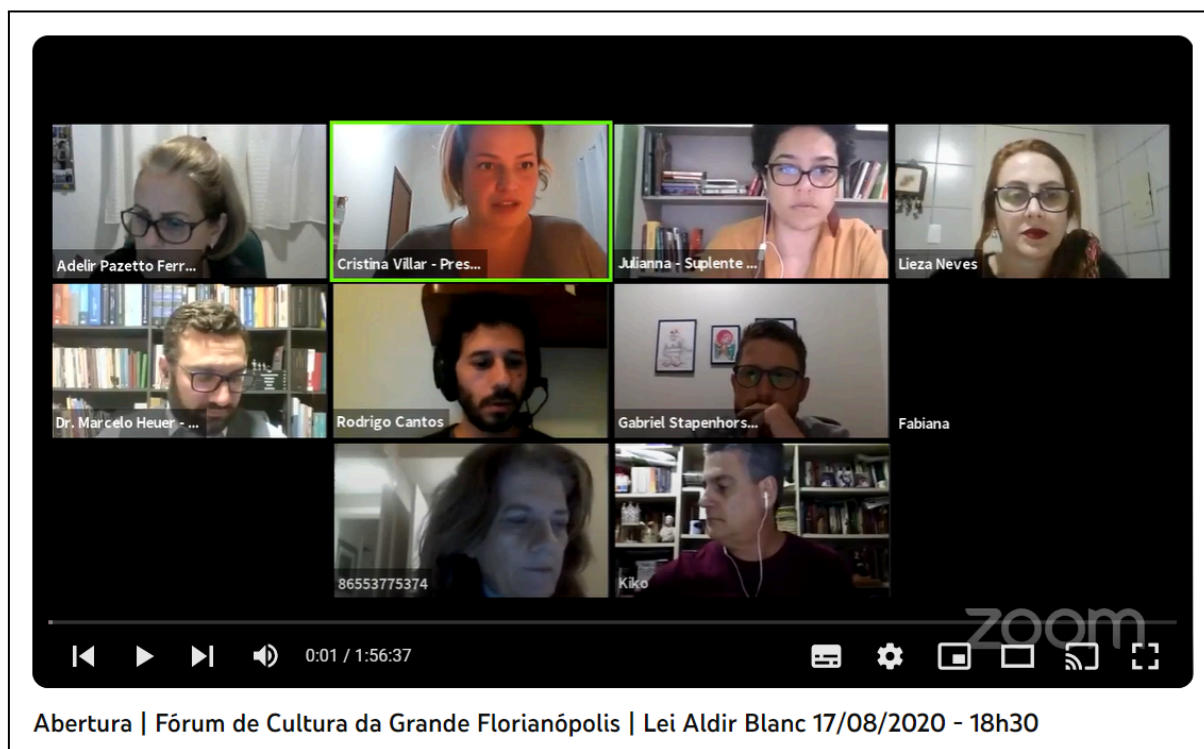 Adelir Pazetto Ferr...
Cristina Villar - Pres...
Julianna - Suplente ...
Lieza Neves
Dr. Marcelo Heuer - ...
Rodrigo Cantos
Gabriel Stapenhors...
Fabiana
86553775374
Kiko
zoom
0:01 / 1:56:37
Abertura | Fórum de Cultura da Grande Florianópolis | Lei Aldir Blanc 17/08/2020 - 18h30